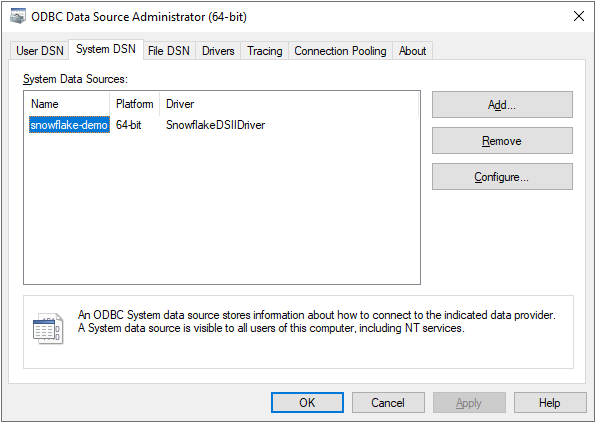 ODBC Data Source Administrator (64-bit)
User DSN System DSN File DSN Drivers Tracing Connection Pooling About
System Data Sources:
Name Platform Driver
snowflake-demo 64-bit SnowflakeDSIIDriver
Add...
Remove
Configure...
An ODBC System data source stores information about how to connect to the indicated data provider.
A System data source is visible to all users of this computer, including NT services.
OK Cancel Apply Help